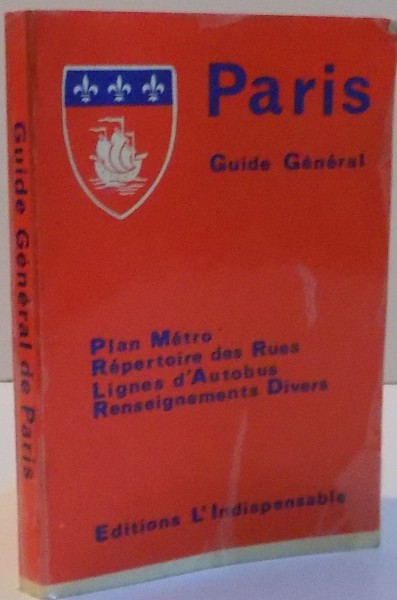 Paris
Guide Général
Plan Métro
Répertoire des Rues
Lignes d'Autobus
Renseignements Divers
Editions L'Indispensable
Guide Général de Paris